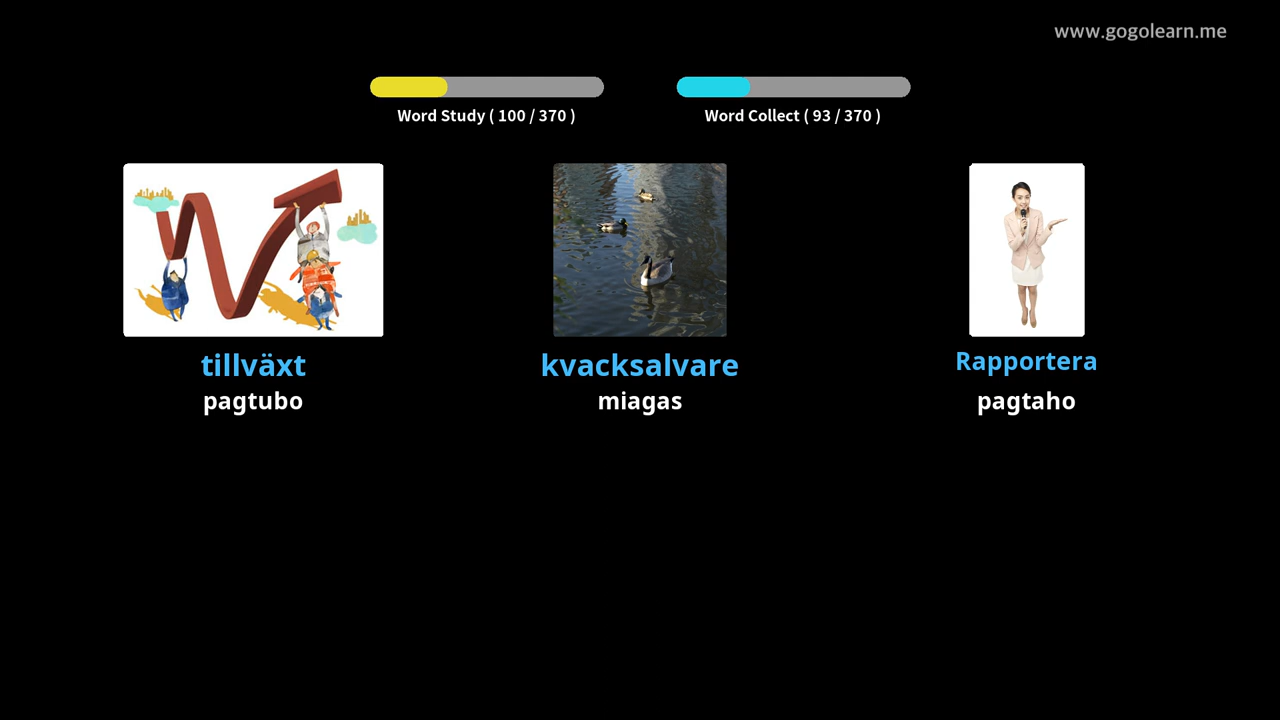 www.gogolearn.me
Word Study ( 100 / 370 )
Word Collect ( 93 / 370 )
tillväxt
pagtubo
kvacksalvare
miagas
Rapportera
pagtaho